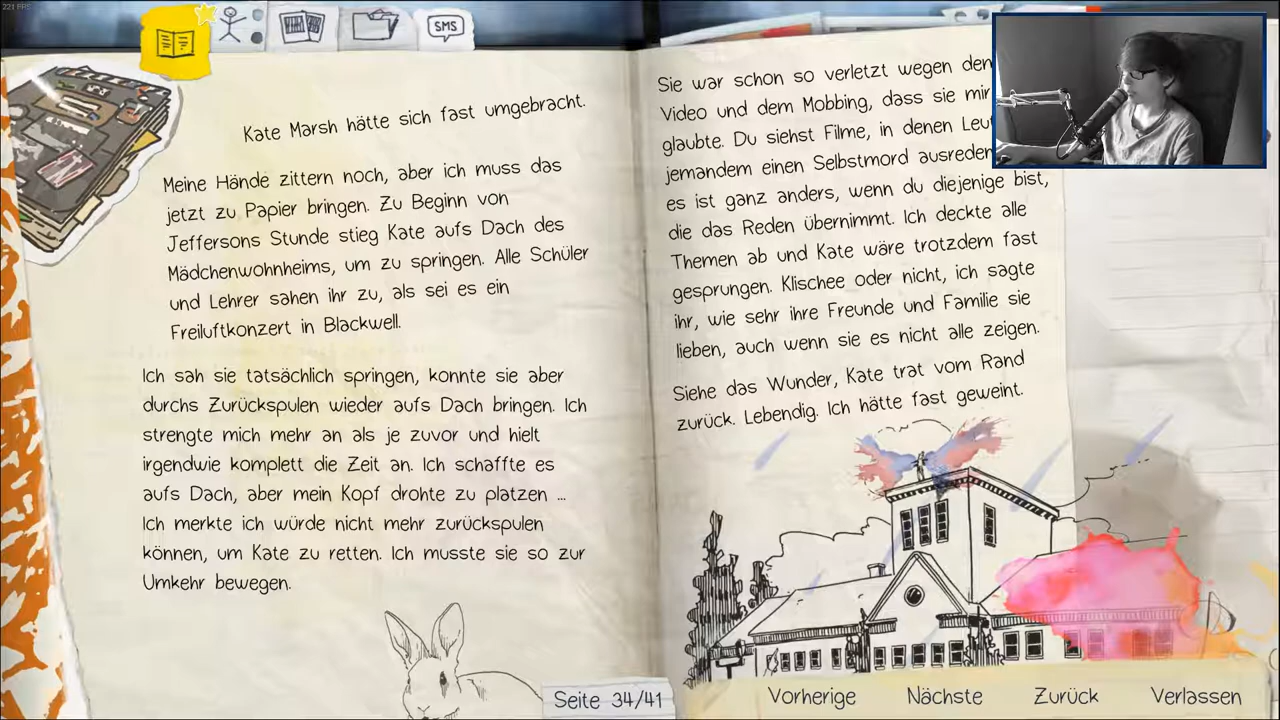 221 FPS
SMS
Kate Marsh hätte sich fast umgebracht.
Meine Hände zittern noch, aber ich muss das
jetzt zu Papier bringen. Zu Beginn von
Jeffersons Stunde stieg Kate aufs Dach des
Mädchenwohnheims, um zu springen. Alle Schüler
und Lehrer sahen ihr zu, als sei es ein
Freiluftkonzert in Blackwell.
Ich sah sie tatsächlich springen, konnte sie aber
durchs Zurückspulen wieder aufs Dach bringen. Ich
strengte mich mehr an als je zuvor und hielt
irgendwie komplett die Zeit an. Ich schaffte es
aufs Dach, aber mein Kopf drohte zu platzen ...
Ich merkte ich würde nicht mehr zurückspulen
können, um Kate zu retten. Ich musste sie so zur
Umkehr bewegen.
Sie war schon so verletzt wegen den
Video und dem Mobbing, dass sie mir
glaubte. Du siehst Filme, in denen
jemandem einen Selbstmord ausreden
es ist ganz anders, wenn du diejenige bist,
die das Reden übernimmt. Ich deckte alle
Themen ab und Kate wäre trotzdem fast
gesprungen. Klischee oder nicht, ich sagte
ihr, wie sehr ihre Freunde und Familie sie
lieben, auch wenn sie es nicht alle zeigen.
Siehe das Wunder, Kate trat vom Rand
zurück. Lebendig. Ich hätte fast geweint.
Seite 34/41
Vorherige Nächste Zurück Verlassen